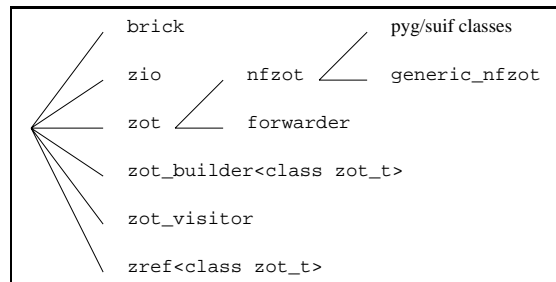 brick pyg/suif classes
zio nfzot generic_nfzot
zot forwarder
zot_builder<class zot_t>
zot_visitor
zref<class zot_t>